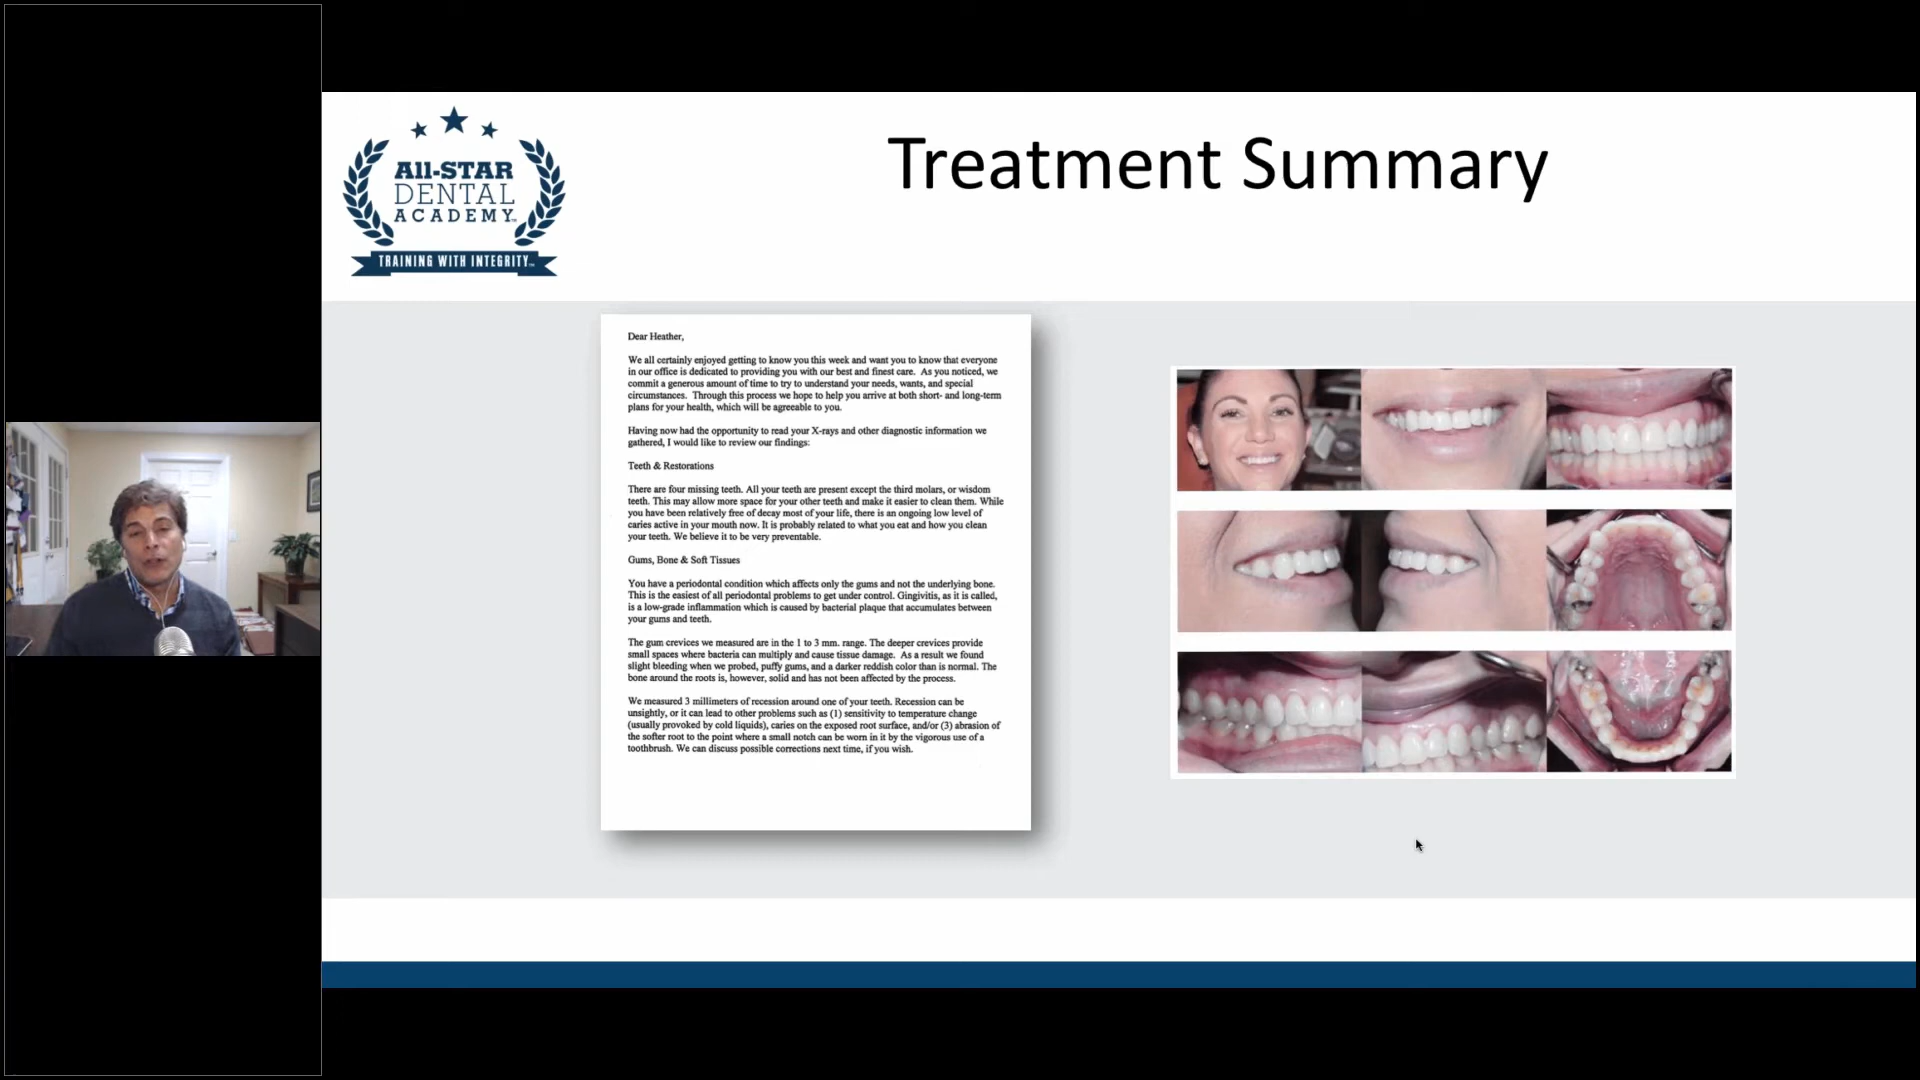 All-STAR
DENTAL
ACADEMY
TRAINING WITH INTEGRITY
Treatment Summary
Dear Heather,
We all certainly enjoyed getting to know you this week and want you to know that everyone
in our office is dedicated to providing you with our best and finest care. As you noticed, we
commit a generous amount of time to try to understand your needs, wants, and special
circumstances. Through this process we hope to help you arrive at both short- and long-term
plans for your health, which will be agreeable to you.
Having now had the opportunity to read your X-rays and other diagnostic information we
gathered, I would like to review our findings:
Teeth & Restorations
There are four missing teeth. All your teeth are present except the third molars, or wisdom
teeth. This may allow more space for your other teeth and make it easier to clean them. While
you have been relatively free of decay most of your life, there is an ongoing low level of
caries active in your mouth now. It is probably related to what you eat and how you clean
your teeth. We believe it to be very preventable.
Gums, Bone & Soft Tissues
You have a periodontal condition which affects only the gums and not the underlying bone.
This is the easiest of all periodontal problems to get under control. Gingivitis, as it is called,
is a low-grade inflammation which is caused by bacterial plaque that accumulates between
your gums and teeth.
The gum crevices we measured are in the 1 to 3 mm. range. The deeper crevices provide
small spaces where bacteria can multiply and cause tissue damage. As a result we found
slight bleeding when we probed, puffy gums, and a darker reddish color than is normal. The
bone around the roots is, however, solid and has not been affected by the process.
We measured 3 millimeters of recession around one of your teeth. Recession can be
unsightly, or it can lead to other problems such as (1) sensitivity to temperature change
(usually provoked by cold liquids), caries on the exposed root surface, and/or (3) abrasion of
the softer root to the point where a small notch can be worn in it by the vigorous use of a
toothbrush. We can discuss possible corrections next time, if you wish.